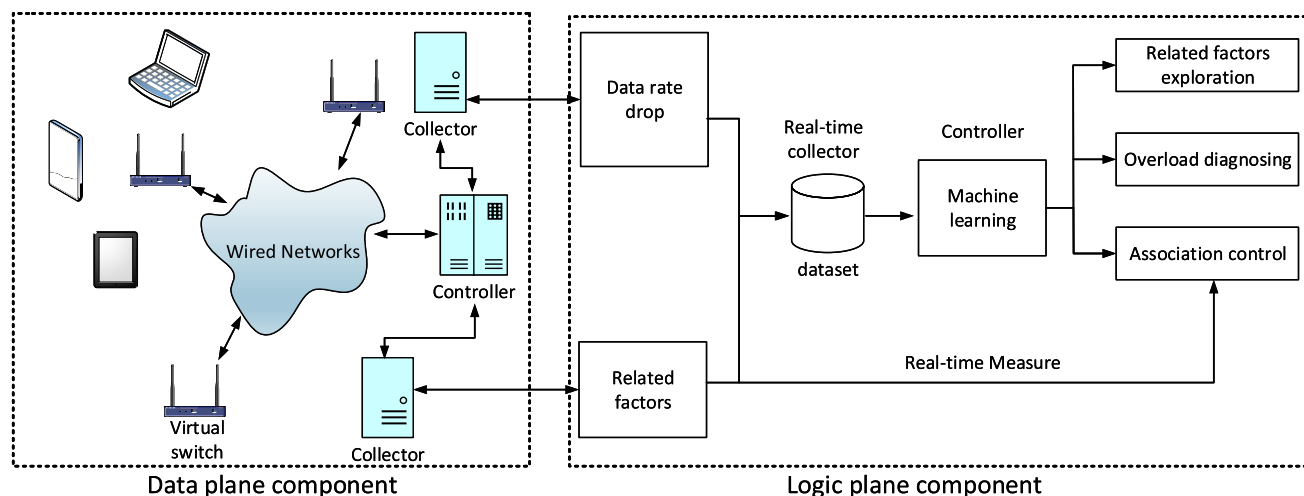 Collector
Wired Networks
Controller
Virtual
switch
Collector
Data plane component
Data rate
drop
Related
factors
Real-time
collector
dataset
Controller
Machine
learning
Related factors
exploration
Overload diagnosing
Association control
Real-time Measure
Logic plane component